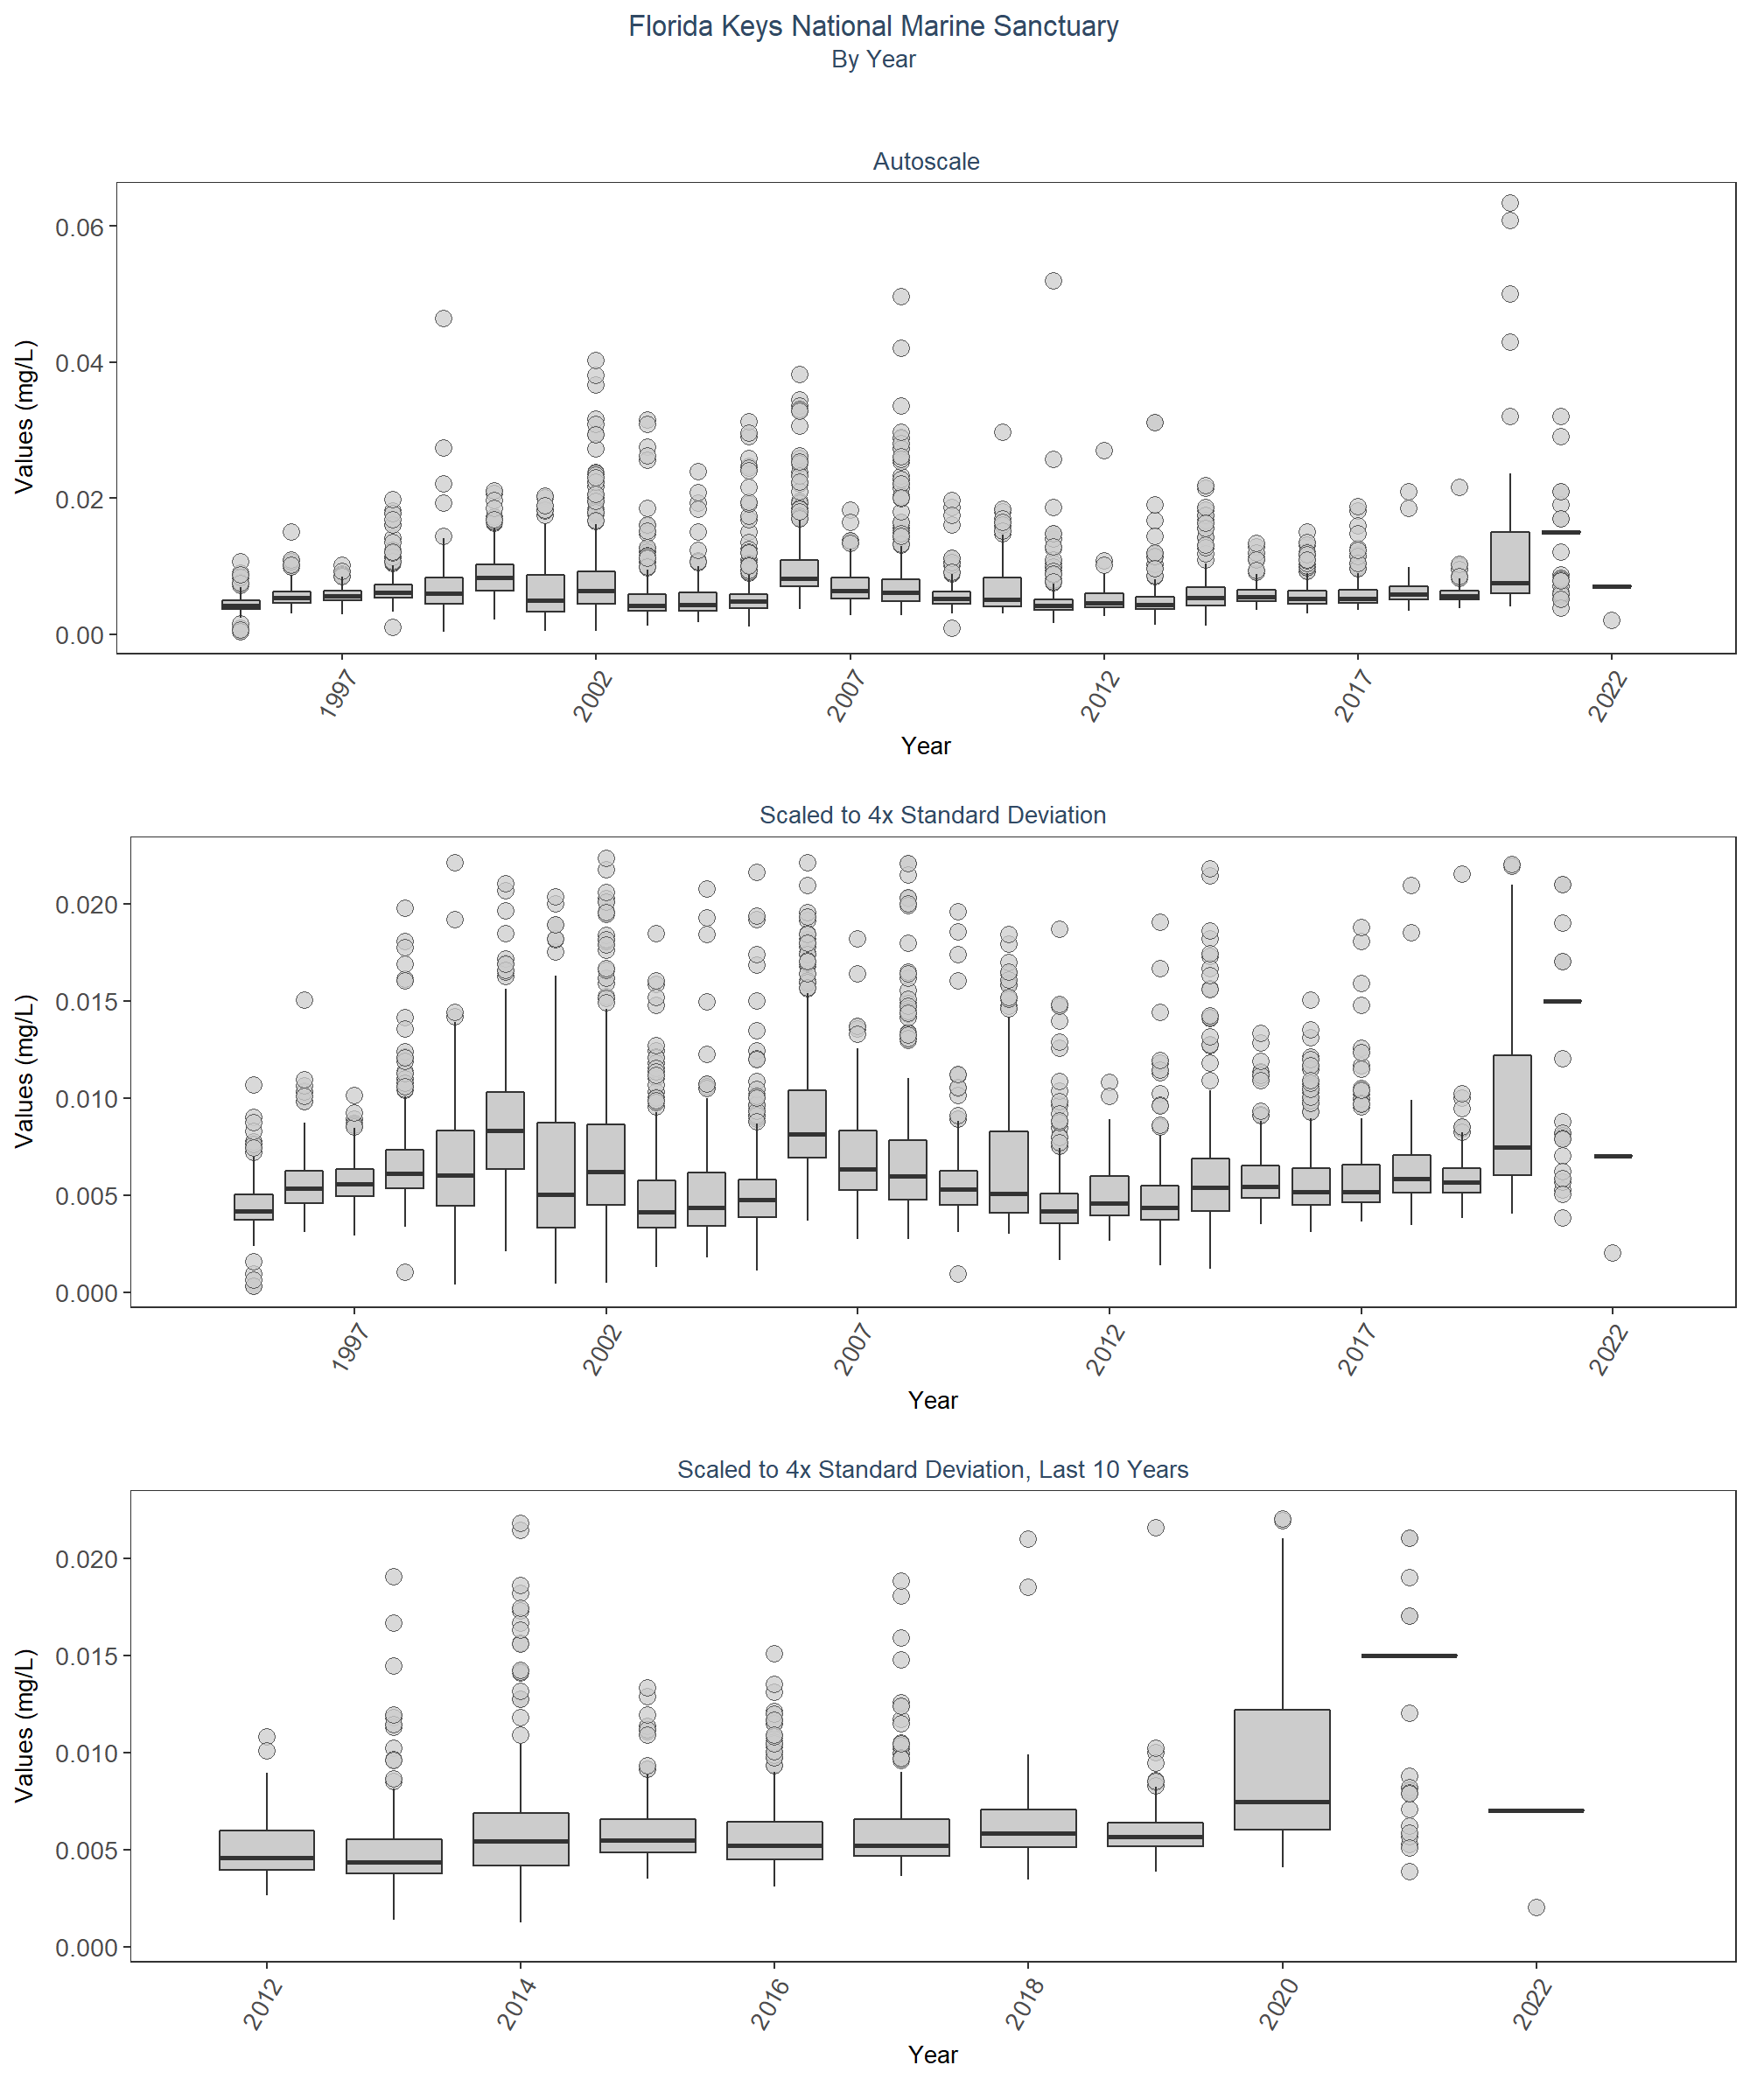 Florida Keys National Marine Sanctuary
By Year
Autoscale
Values (mg/L)
0.06
0.04
0.02
0.00
1997
2002
2007
2012
2017
2022
Year
Scaled to 4x Standard Deviation
Values (mg/L)
0.020
0.015
0.010
0.005
0.000
1997
2002
2007
2012
2017
2022
Year
Scaled to 4x Standard Deviation, Last 10 Years
Values (mg/L)
0.020
0.015
0.010
0.005
0.000
2012
2014
2016
2018
2020
2022
Year